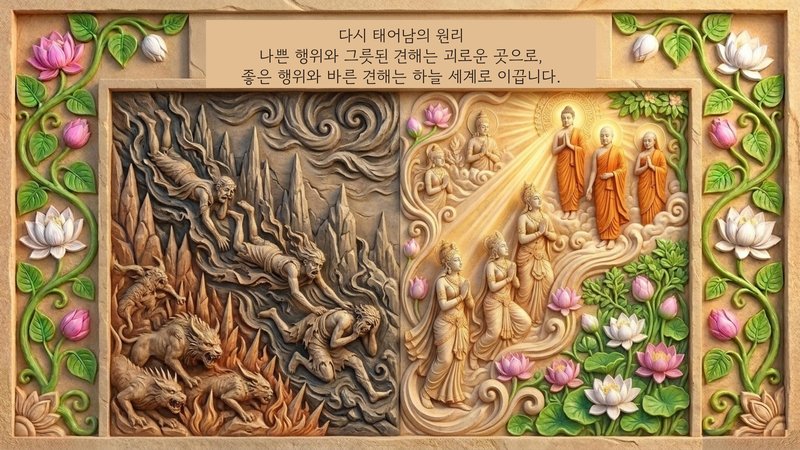 다시 태어남의 원리
나쁜 행위와 그릇된 견해는 괴로운 곳으로,
좋은 행위와 바른 견해는 하늘 세계로 이끕니다.